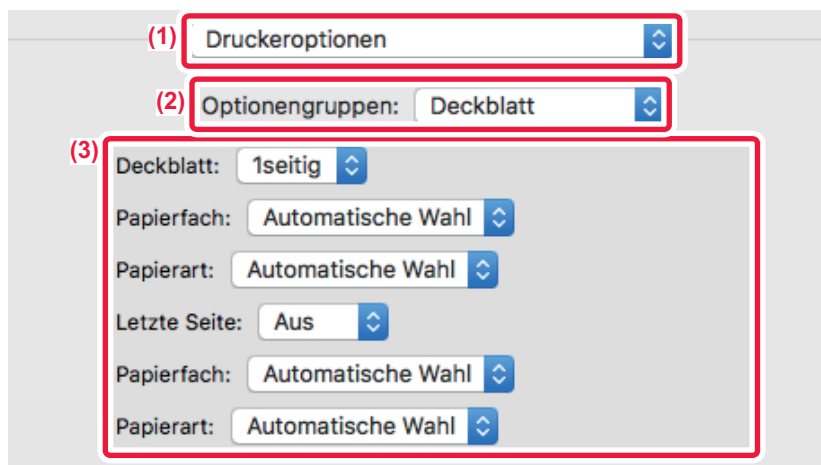 (1) Druckeroptionen
(2) Optionengruppen: Deckblatt
(3)
Deckblatt: 1seitig
Papierfach: Automatische Wahl
Papierart: Automatische Wahl
Letzte Seite: Aus
Papierfach: Automatische Wahl
Papierart: Automatische Wahl